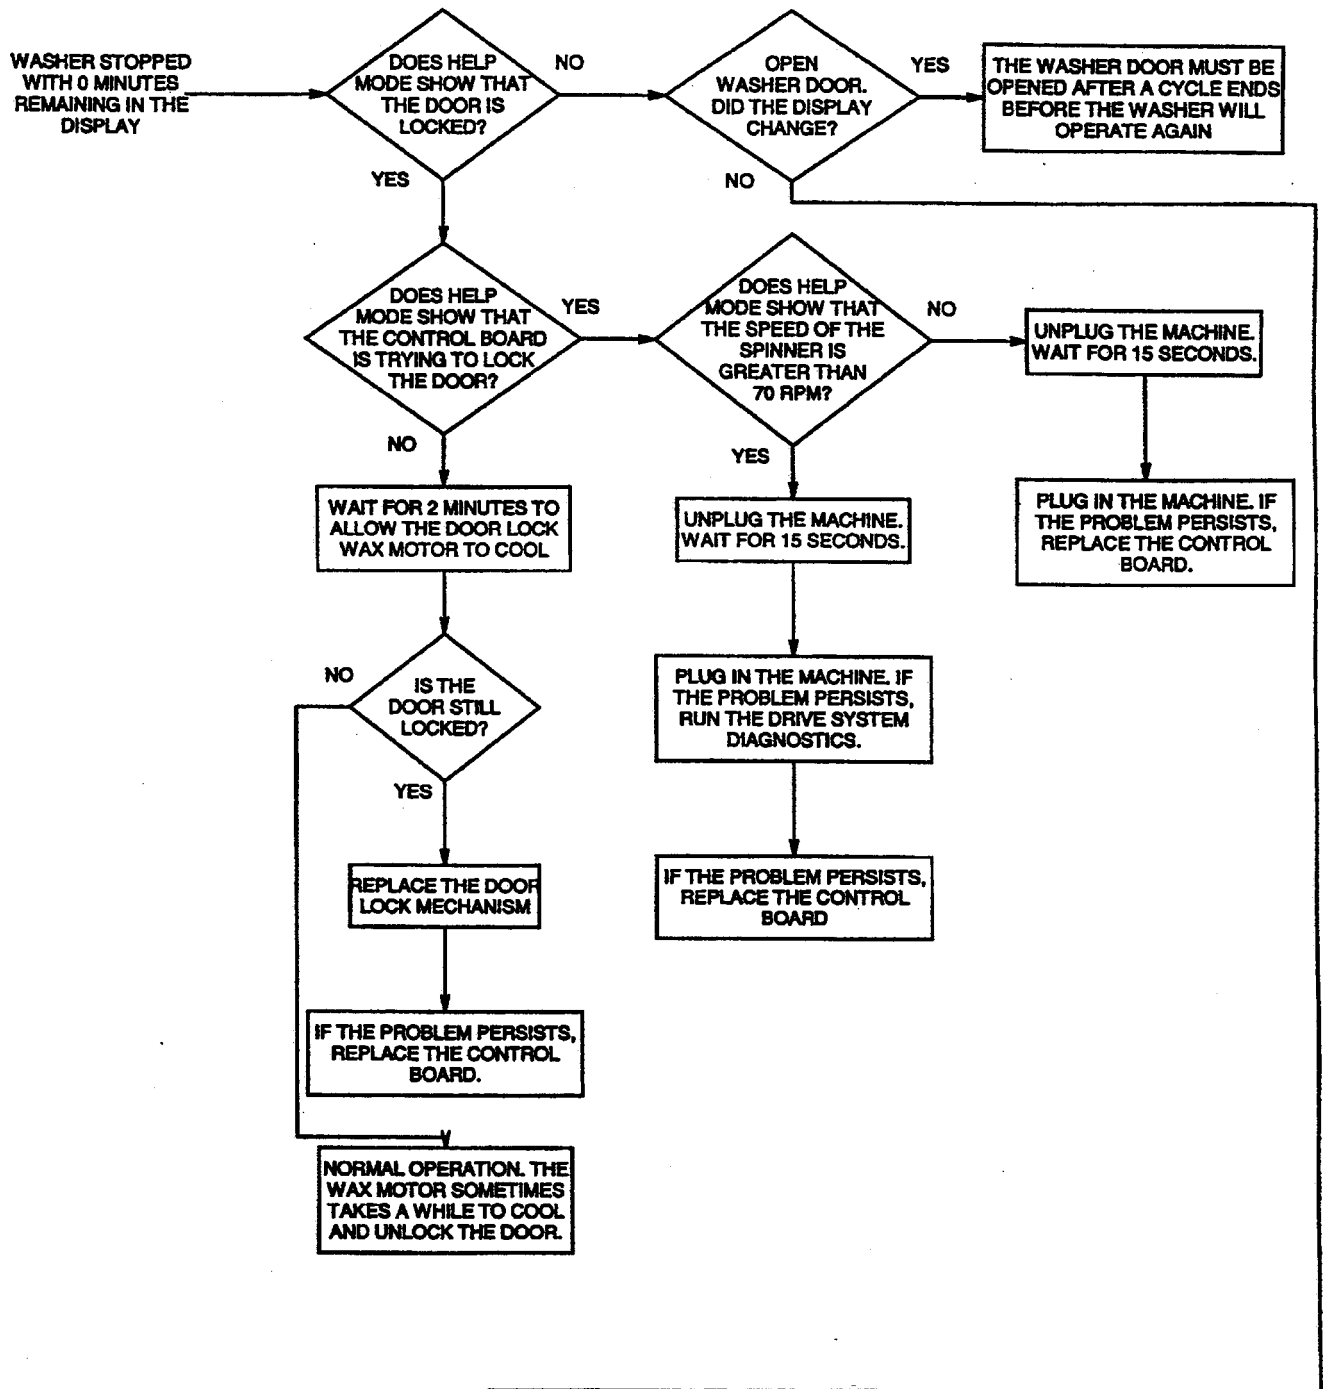 WASHER STOPPED
WITH 0 MINUTES
REMAINING IN THE
DISPLAY
DOES HELP
MODE SHOW THAT
THE DOOR IS
LOCKED?
NO
YES
OPEN
WASHER DOOR.
DID THE DISPLAY
CHANGE?
YES
NO
THE WASHER DOOR MUST BE
OPENED AFTER A CYCLE ENDS
BEFORE THE WASHER WILL
OPERATE AGAIN
DOES HELP
MODE SHOW THAT
THE CONTROL BOARD
IS TRYING TO LOCK
THE DOOR?
YES
NO
DOES HELP
MODE SHOW THAT
THE SPEED OF THE
SPINNER IS
GREATER THAN
70 RPM?
NO
YES
UNPLUG THE MACHINE.
WAIT FOR 15 SECONDS.
PLUG IN THE MACHINE. IF
THE PROBLEM PERSISTS,
REPLACE THE CONTROL
BOARD.
WAIT FOR 2 MINUTES TO
ALLOW THE DOOR LOCK
WAX MOTOR TO COOL
UNPLUG THE MACHINE.
WAIT FOR 15 SECONDS.
IS THE
DOOR STILL
LOCKED?
NO
YES
PLUG IN THE MACHINE. IF
THE PROBLEM PERSISTS,
RUN THE DRIVE SYSTEM
DIAGNOSTICS.
REPLACE THE DOOR
LOCK MECHANISM
IF THE PROBLEM PERSISTS,
REPLACE THE CONTROL
BOARD
IF THE PROBLEM PERSISTS,
REPLACE THE CONTROL
BOARD.
NORMAL OPERATION. THE
WAX MOTOR SOMETIMES
TAKES A WHILE TO COOL
AND UNLOCK THE DOOR.